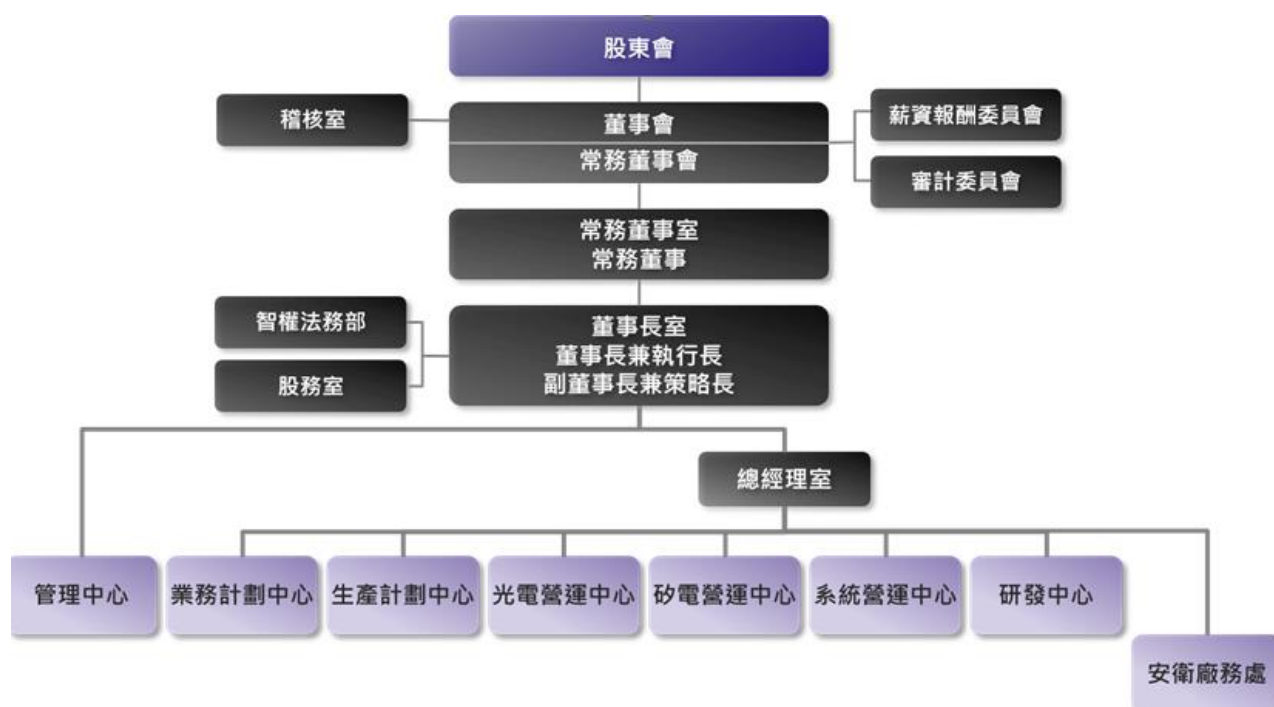 股東會
稽核室
董事會
常務董事會
薪資報酬委員會
審計委員會
常務董事室
常務董事
智權法務部
股務室
董事長室
董事長兼執行長
副董事長兼策略長
總經理室
管理中心
業務計劃中心
生產計劃中心
光電營運中心
矽電營運中心
系統營運中心
研發中心
安衛廠務處